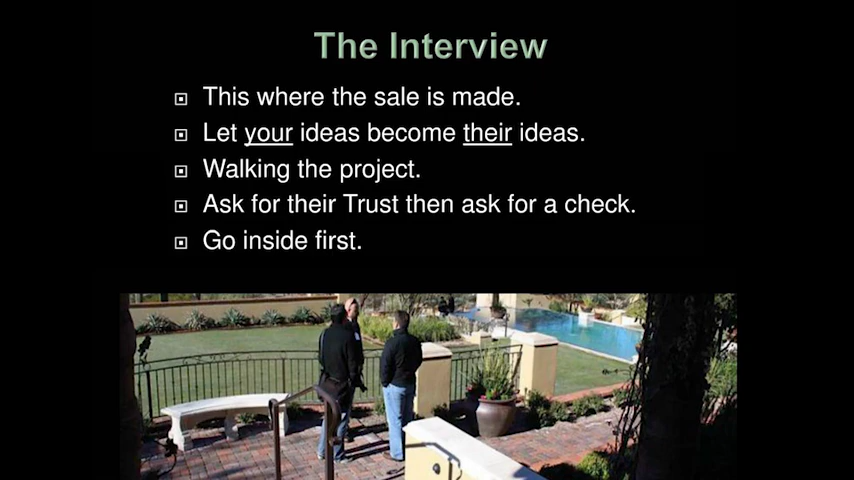 The Interview
This where the sale is made.
Let your ideas become their ideas.
Walking the project.
Ask for their Trust then ask for a check.
Go inside first.